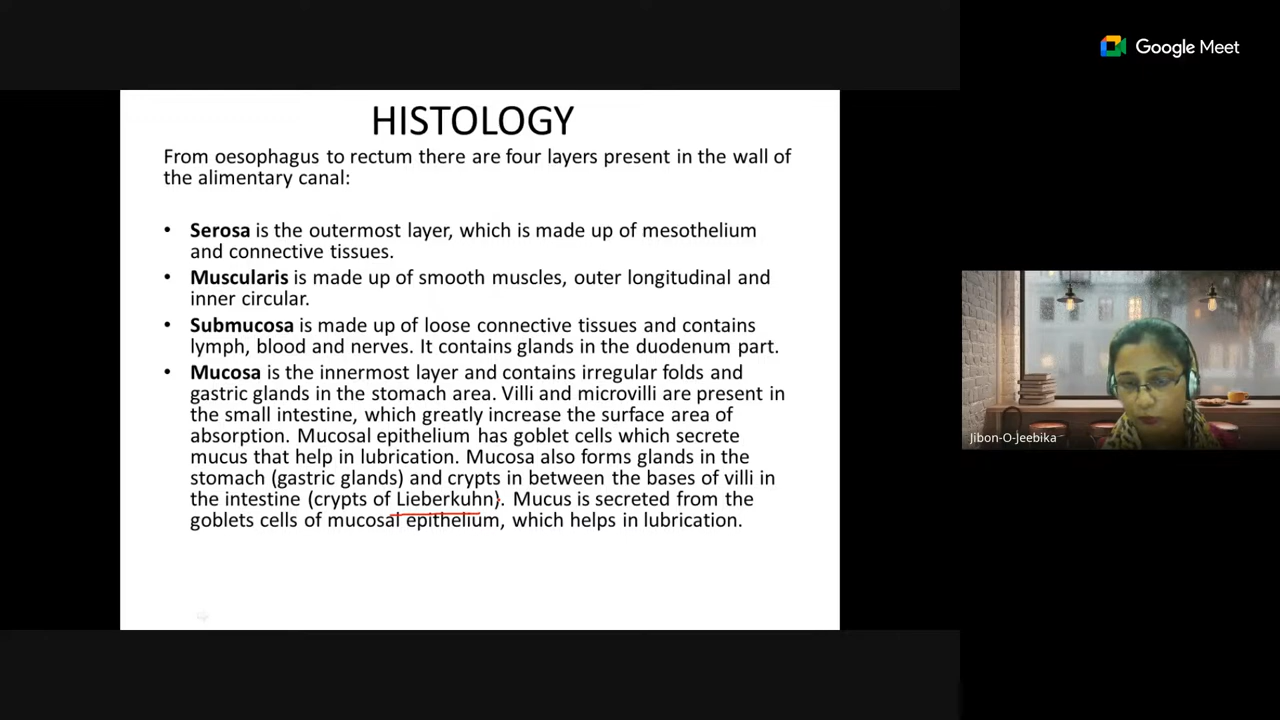 Google Meet
HISTOLOGY
From oesophagus to rectum there are four layers present in the wall of
the alimentary canal:
• Serosa is the outermost layer, which is made up of mesothelium
and connective tissues.
• Muscularis is made up of smooth muscles, outer longitudinal and
inner circular.
• Submucosa is made up of loose connective tissues and contains
lymph, blood and nerves. It contains glands in the duodenum part.
• Mucosa is the innermost layer and contains irregular folds and
gastric glands in the stomach area. Villi and microvilli are present in
the small intestine, which greatly increase the surface area of
absorption. Mucosal epithelium has goblet cells which secrete
mucus that help in lubrication. Mucosa also forms glands in the
stomach (gastric glands) and crypts in between the bases of villi in
the intestine (crypts of Lieberkuhn). Mucus is secreted from the
goblets cells of mucosal epithelium, which helps in lubrication.
Jibon-O-Jeebika